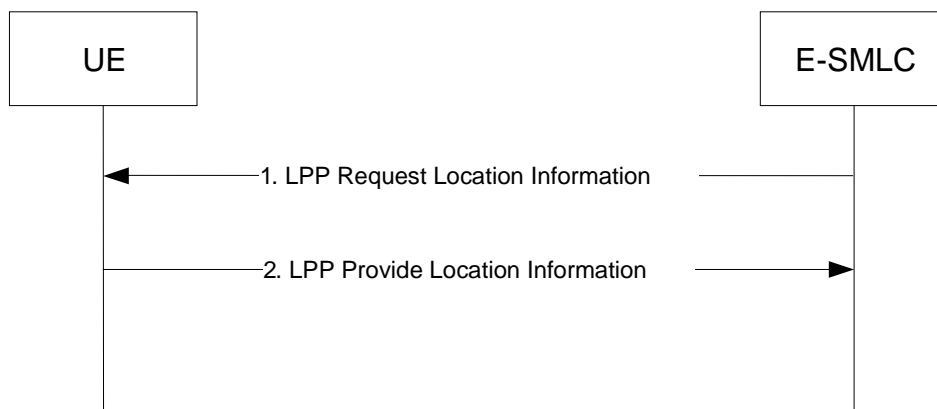 UE
E-SMLC
1. LPP Request Location Information
2. LPP Provide Location Information